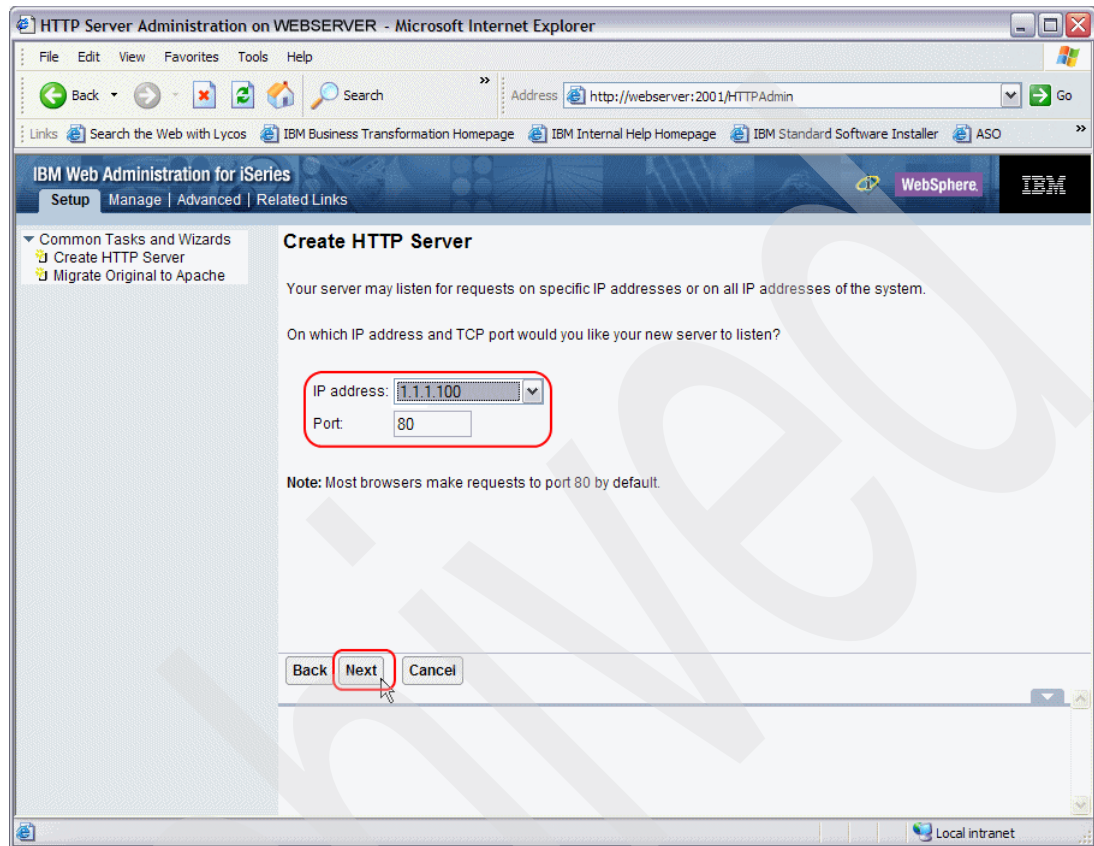 HTTP Server Administration on WEBSERVER - Microsoft Internet Explorer
File Edit View Favorites Tools Help
Back Search » Address http://webserver:2001/HTTPAdmin Go
Links Search the Web with Lycos IBM Business Transformation Homepage IBM Internal Help Homepage IBM Standard Software Installer ASO »
IBM Web Administration for iSeries
Setup Manage | Advanced | Related Links
WebSphere. IBM
Common Tasks and Wizards
Create HTTP Server
Migrate Original to Apache
Create HTTP Server
Your server may listen for requests on specific IP addresses or on all IP addresses of the system.
On which IP address and TCP port would you like your new server to listen?
IP address: 1.1.1.100
Port: 80
Note: Most browsers make requests to port 80 by default.
Back Next Cancel
Local intranet